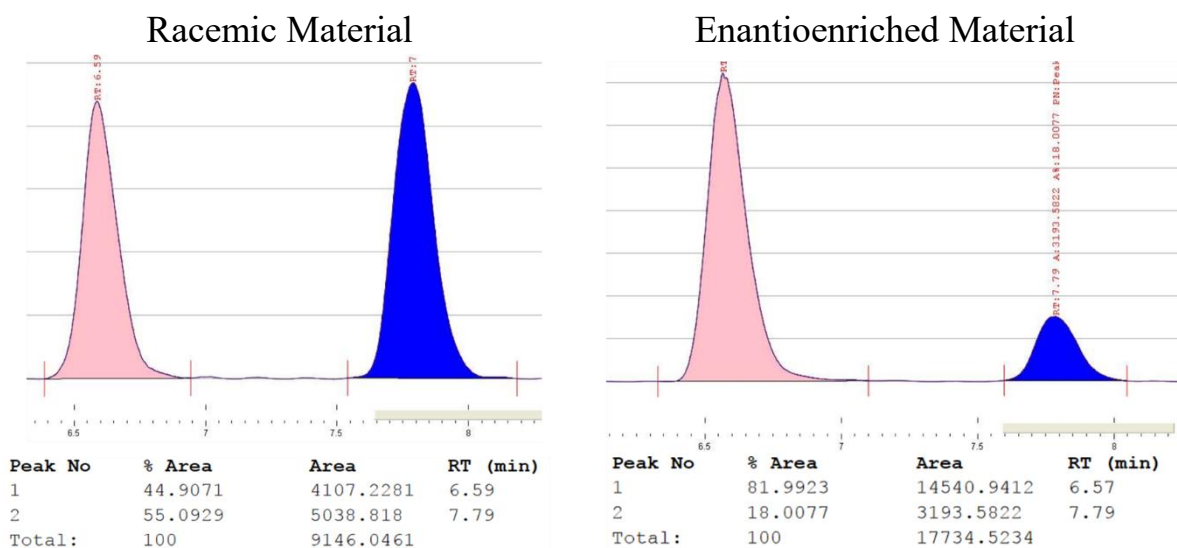 Racemic Material
RT:6.59
RT:7
6.5 7 7.5 8
Peak No % Area Area RT (min)
1 44.9071 4107.2281 6.59
2 55.0929 5038.818 7.79
Total: 100 9146.0461
Enantioenriched Material
RT
RT:7.79 A:3193.5822 A%:18.0077 PN:Peak
6.5 7 7.5 8
Peak No % Area Area RT (min)
1 81.9923 14540.9412 6.57
2 18.0077 3193.5822 7.79
Total: 100 17734.5234